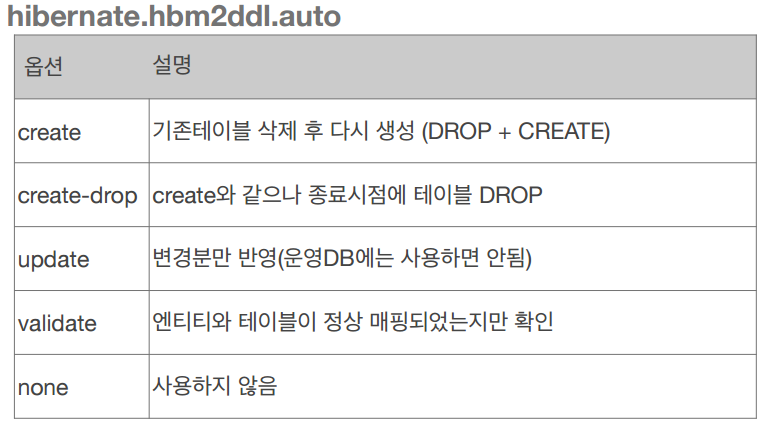 hibernate.hbm2ddl.auto
옵션 설명
create 기존테이블 삭제 후 다시 생성 (DROP + CREATE)
create-drop create와 같으나 종료시점에 테이블 DROP
update 변경분만 반영(운영DB에는 사용하면 안됨)
validate 엔티티와 테이블이 정상 매핑되었는지만 확인
none 사용하지 않음